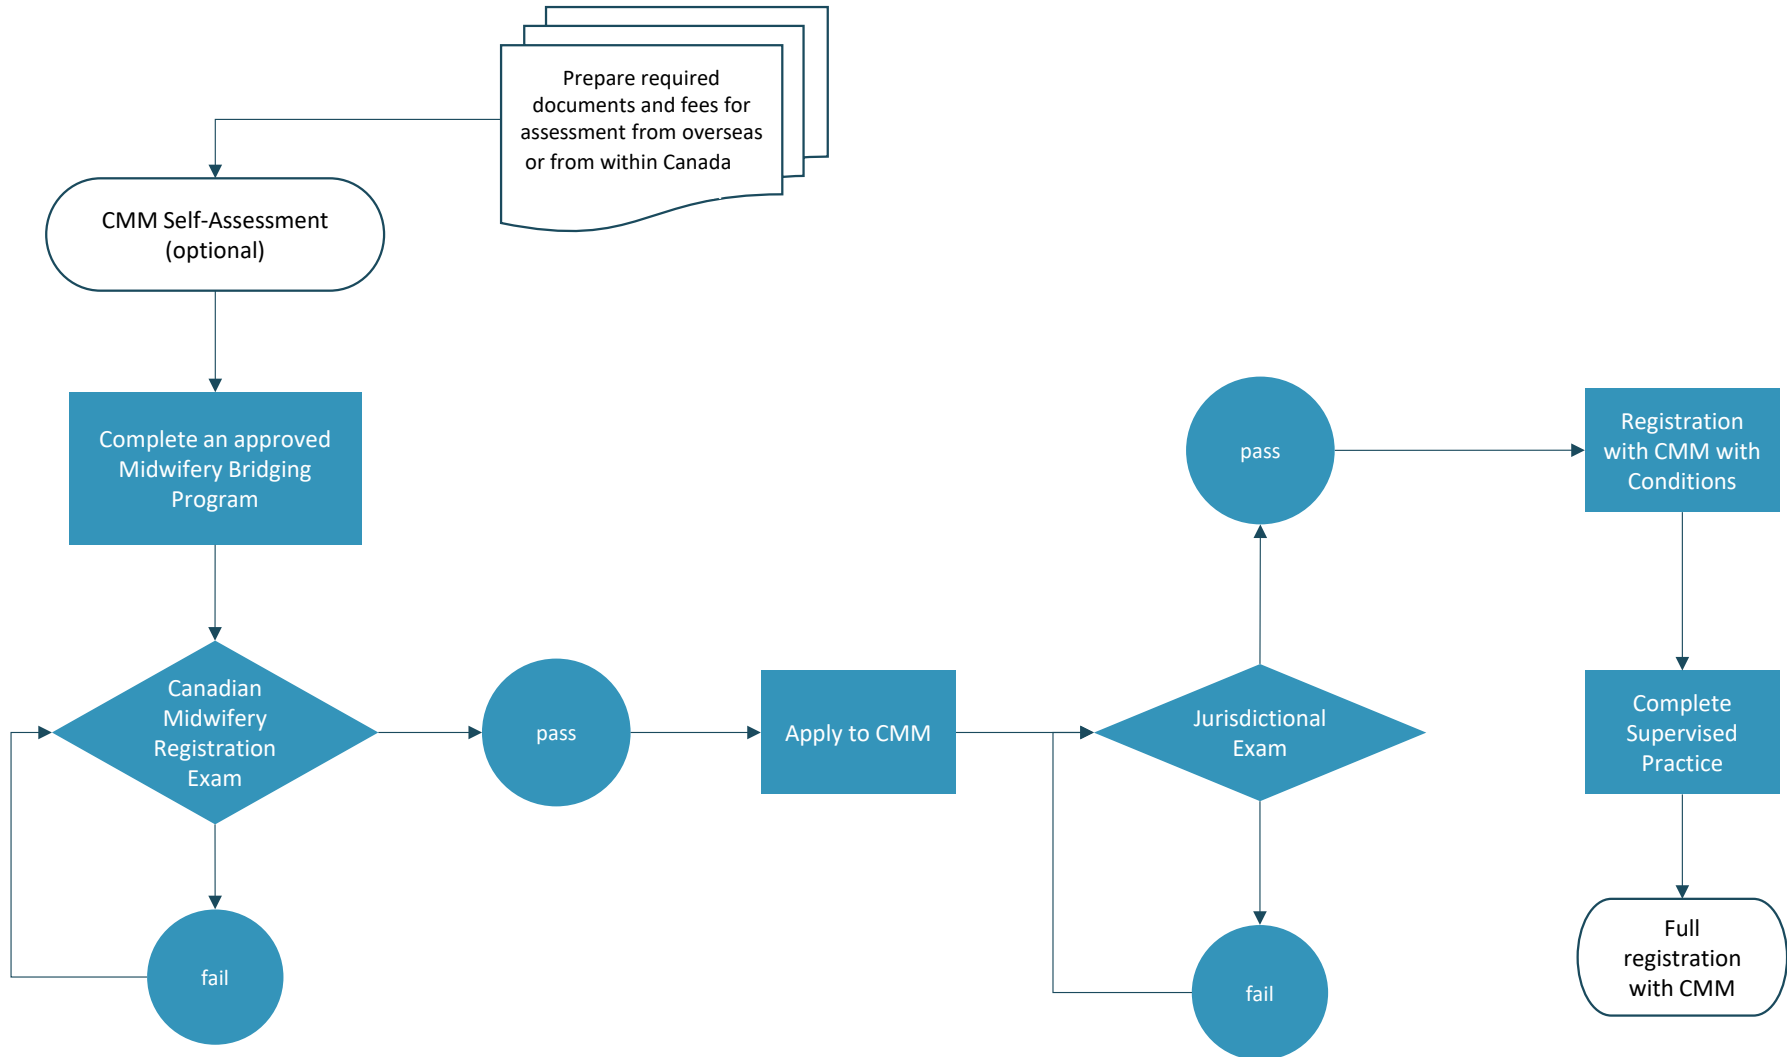 Prepare required
documents and fees for
assessment from overseas
or from within Canada
CMM Self-Assessment
(optional)
Complete an approved
Midwifery Bridging
Program
Canadian
Midwifery
Registration
Exam
fail
pass
Apply to CMM
Jurisdictional
Exam
fail
pass
Registration
with CMM with
Conditions
Complete
Supervised
Practice
Full
registration
with CMM